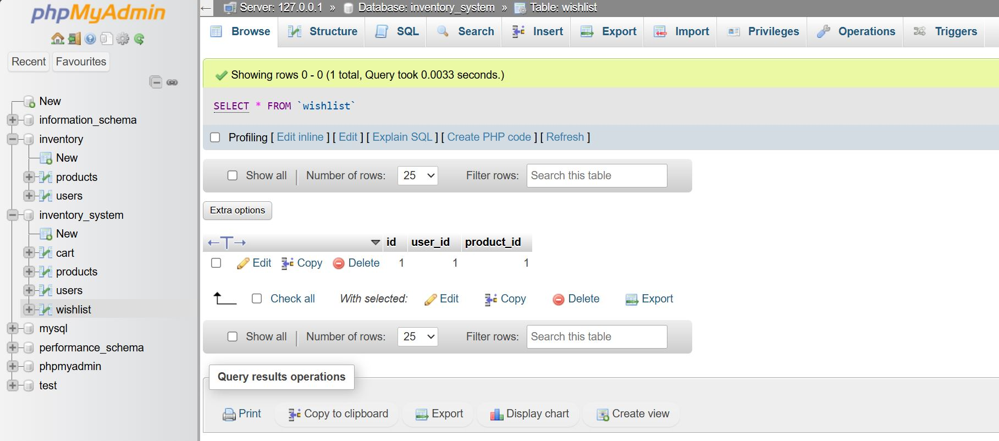 phpMyAdmin
Recent Favourites
New
information_schema
inventory
New
products
users
inventory_system
New
cart
products
users
wishlist
mysql
performance_schema
phpmyadmin
test
Server: 127.0.0.1 » Database: inventory_system » Table: wishlist
Browse Structure SQL Search Insert Export Import Privileges Operations Triggers
Showing rows 0 - 0 (1 total, Query took 0.0033 seconds.)
SELECT * FROM `wishlist`
Profiling [ Edit inline ] [ Edit ] [ Explain SQL ] [ Create PHP code ] [ Refresh ]
Show all | Number of rows: 25 Filter rows: Search this table
Extra options
id user_id product_id
Edit Copy Delete 1 1 1
Check all With selected: Edit Copy Delete Export
Show all | Number of rows: 25 Filter rows: Search this table
Query results operations
Print Copy to clipboard Export Display chart Create view